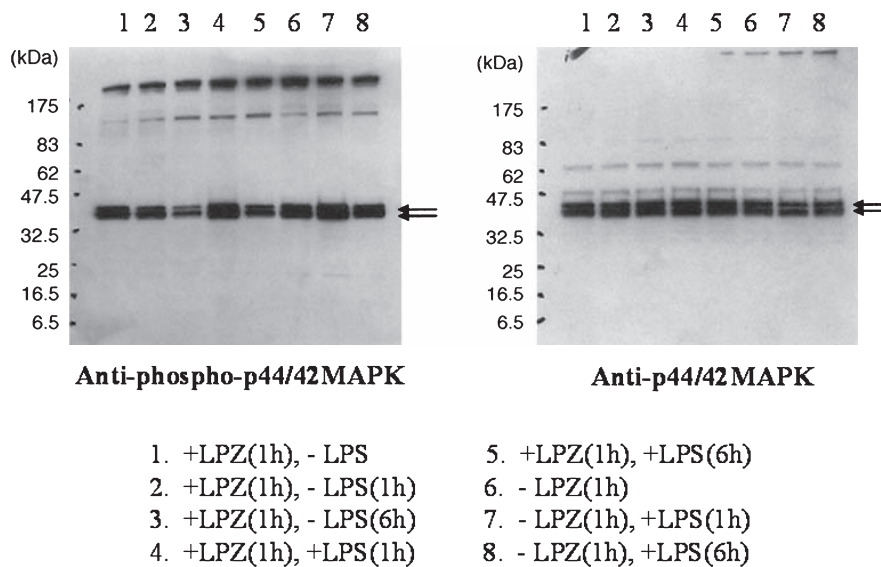 1 2 3 4 5 6 7 8
(kDa)
175
83
62
47.5
32.5
25
16.5
6.5
Anti-phospho-p44/42MAPK
1 2 3 4 5 6 7 8
(kDa)
175
83
62
47.5
32.5
25
16.5
6.5
Anti-p44/42MAPK
1. +LPZ(1h), - LPS
2. +LPZ(1h), - LPS(1h)
3. +LPZ(1h), - LPS(6h)
4. +LPZ(1h), +LPS(1h)
5. +LPZ(1h), +LPS(6h)
6. - LPZ(1h)
7. - LPZ(1h), +LPS(1h)
8. - LPZ(1h), +LPS(6h)